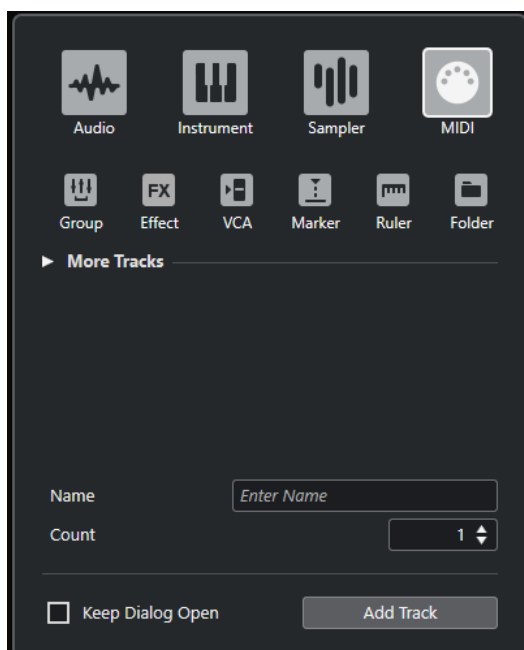 Audio Instrument Sampler MIDI
FX
Group Effect VCA Marker Ruler Folder
More Tracks
Name Enter Name
Count 1
Keep Dialog Open Add Track